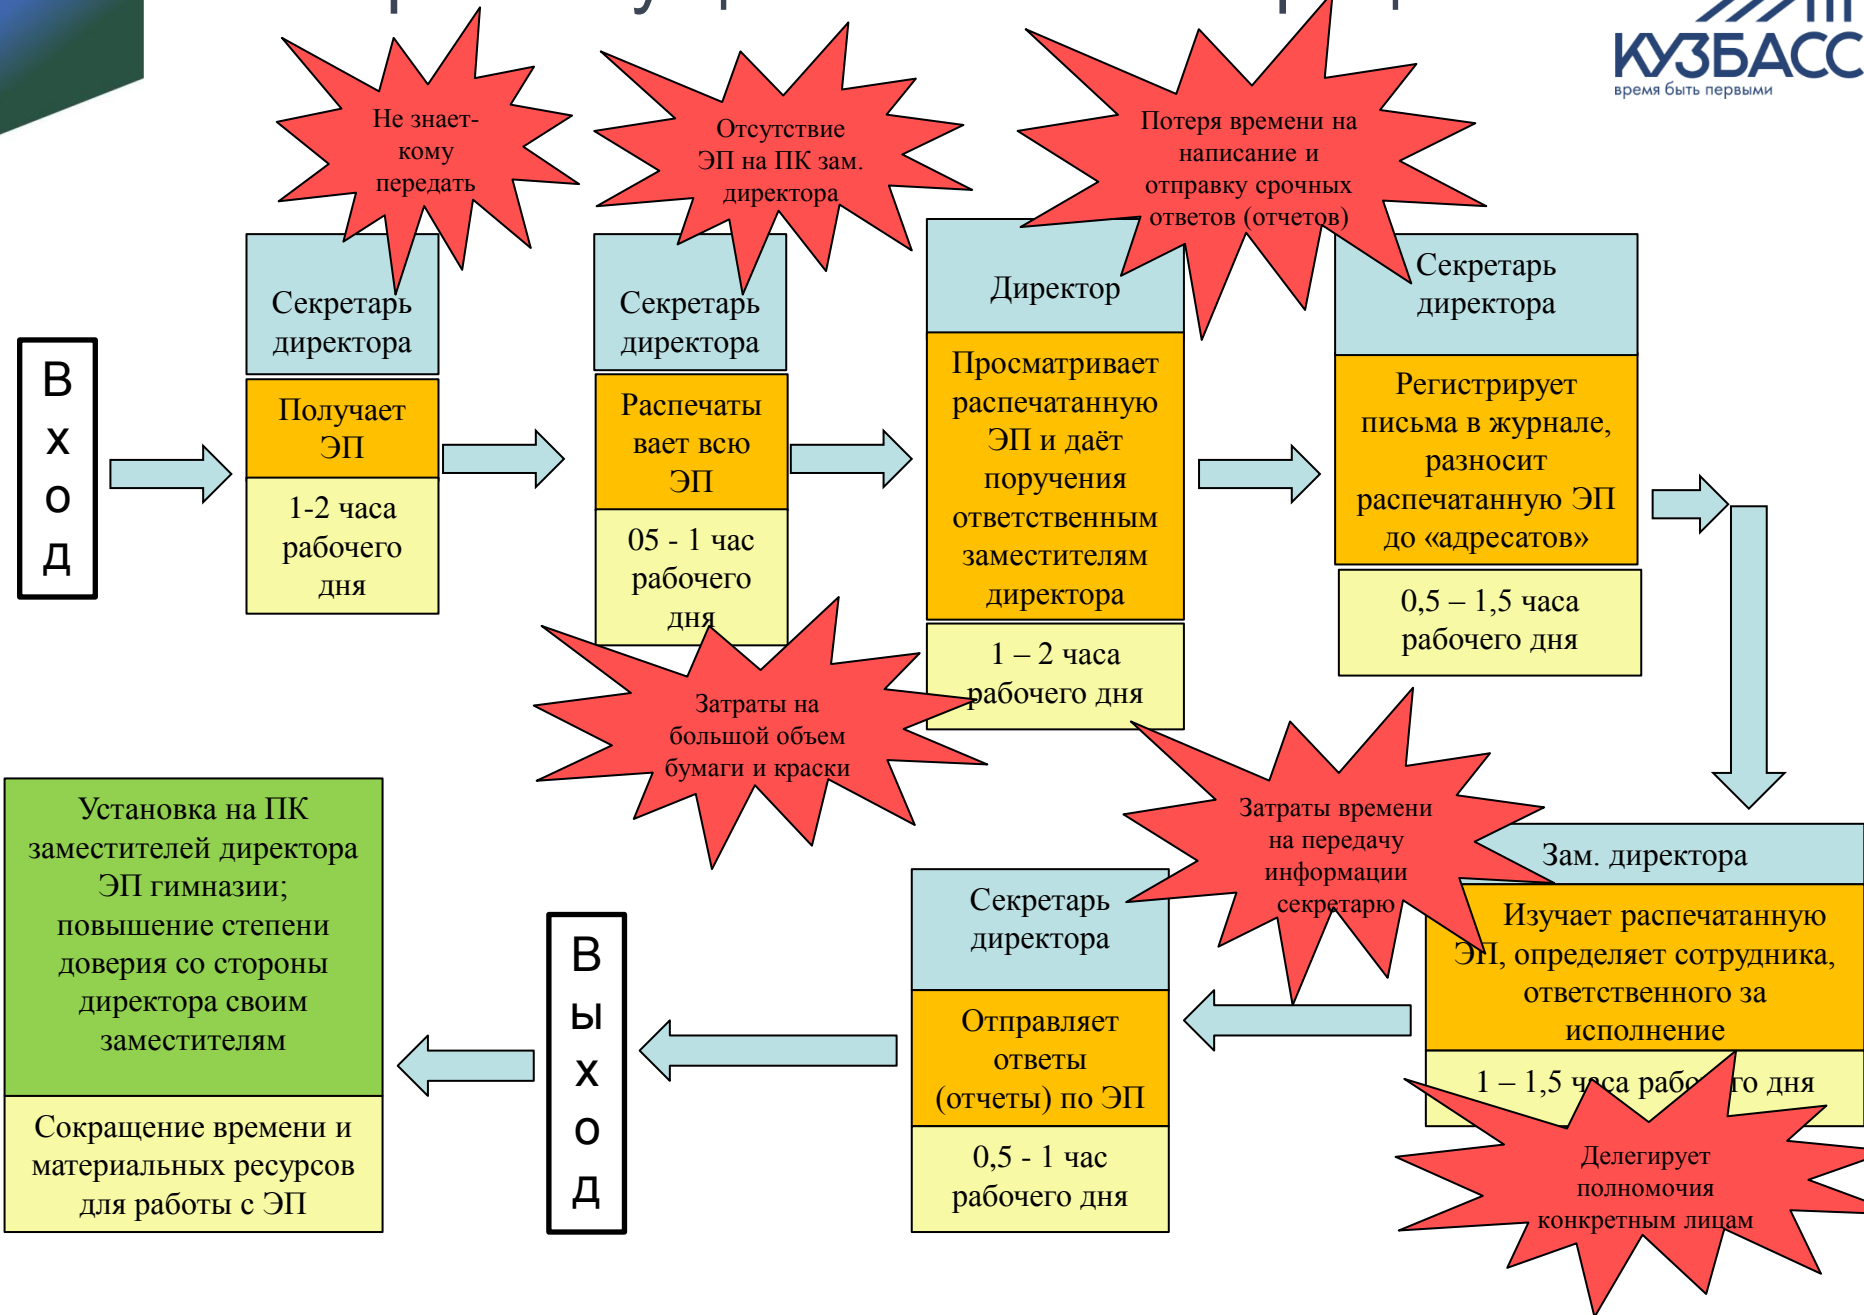 КУЗБАСС
время быть первыми
Не знает-
кому
передать
Отсутствие
ЭП на ПК зам.
директора
Потеря времени на
написание и
отправку срочных
ответов (отчетов)
В
х
о
д
Секретарь
директора
Получает
ЭП
1-2 часа
рабочего
дня
Секретарь
директора
Распечаты
вает всю
ЭП
05 - 1 час
рабочего
дня
Затраты на
большой объем
бумаги и краски
Директор
Просматривает
распечатанную
ЭП и даёт
поручения
ответственным
заместителям
директора
1 – 2 часа
рабочего дня
Секретарь
директора
Регистрирует
письма в журнале,
разносит
распечатанную ЭП
до «адресатов»
0,5 – 1,5 часа
рабочего дня
Зам. директора
Изучает распечатанную
ЭП, определяет сотрудника,
ответственного за
исполнение
1 – 1,5 часа рабочего дня
Делегирует
полномочия
конкретным лицам
Затраты времени
на передачу
информации
секретарю
Секретарь
директора
Отправляет
ответы
(отчеты) по ЭП
0,5 - 1 час
рабочего дня
В
ы
х
о
д
Установка на ПК
заместителей директора
ЭП гимназии;
повышение степени
доверия со стороны
директора своим
заместителям
Сокращение времени и
материальных ресурсов
для работы с ЭП